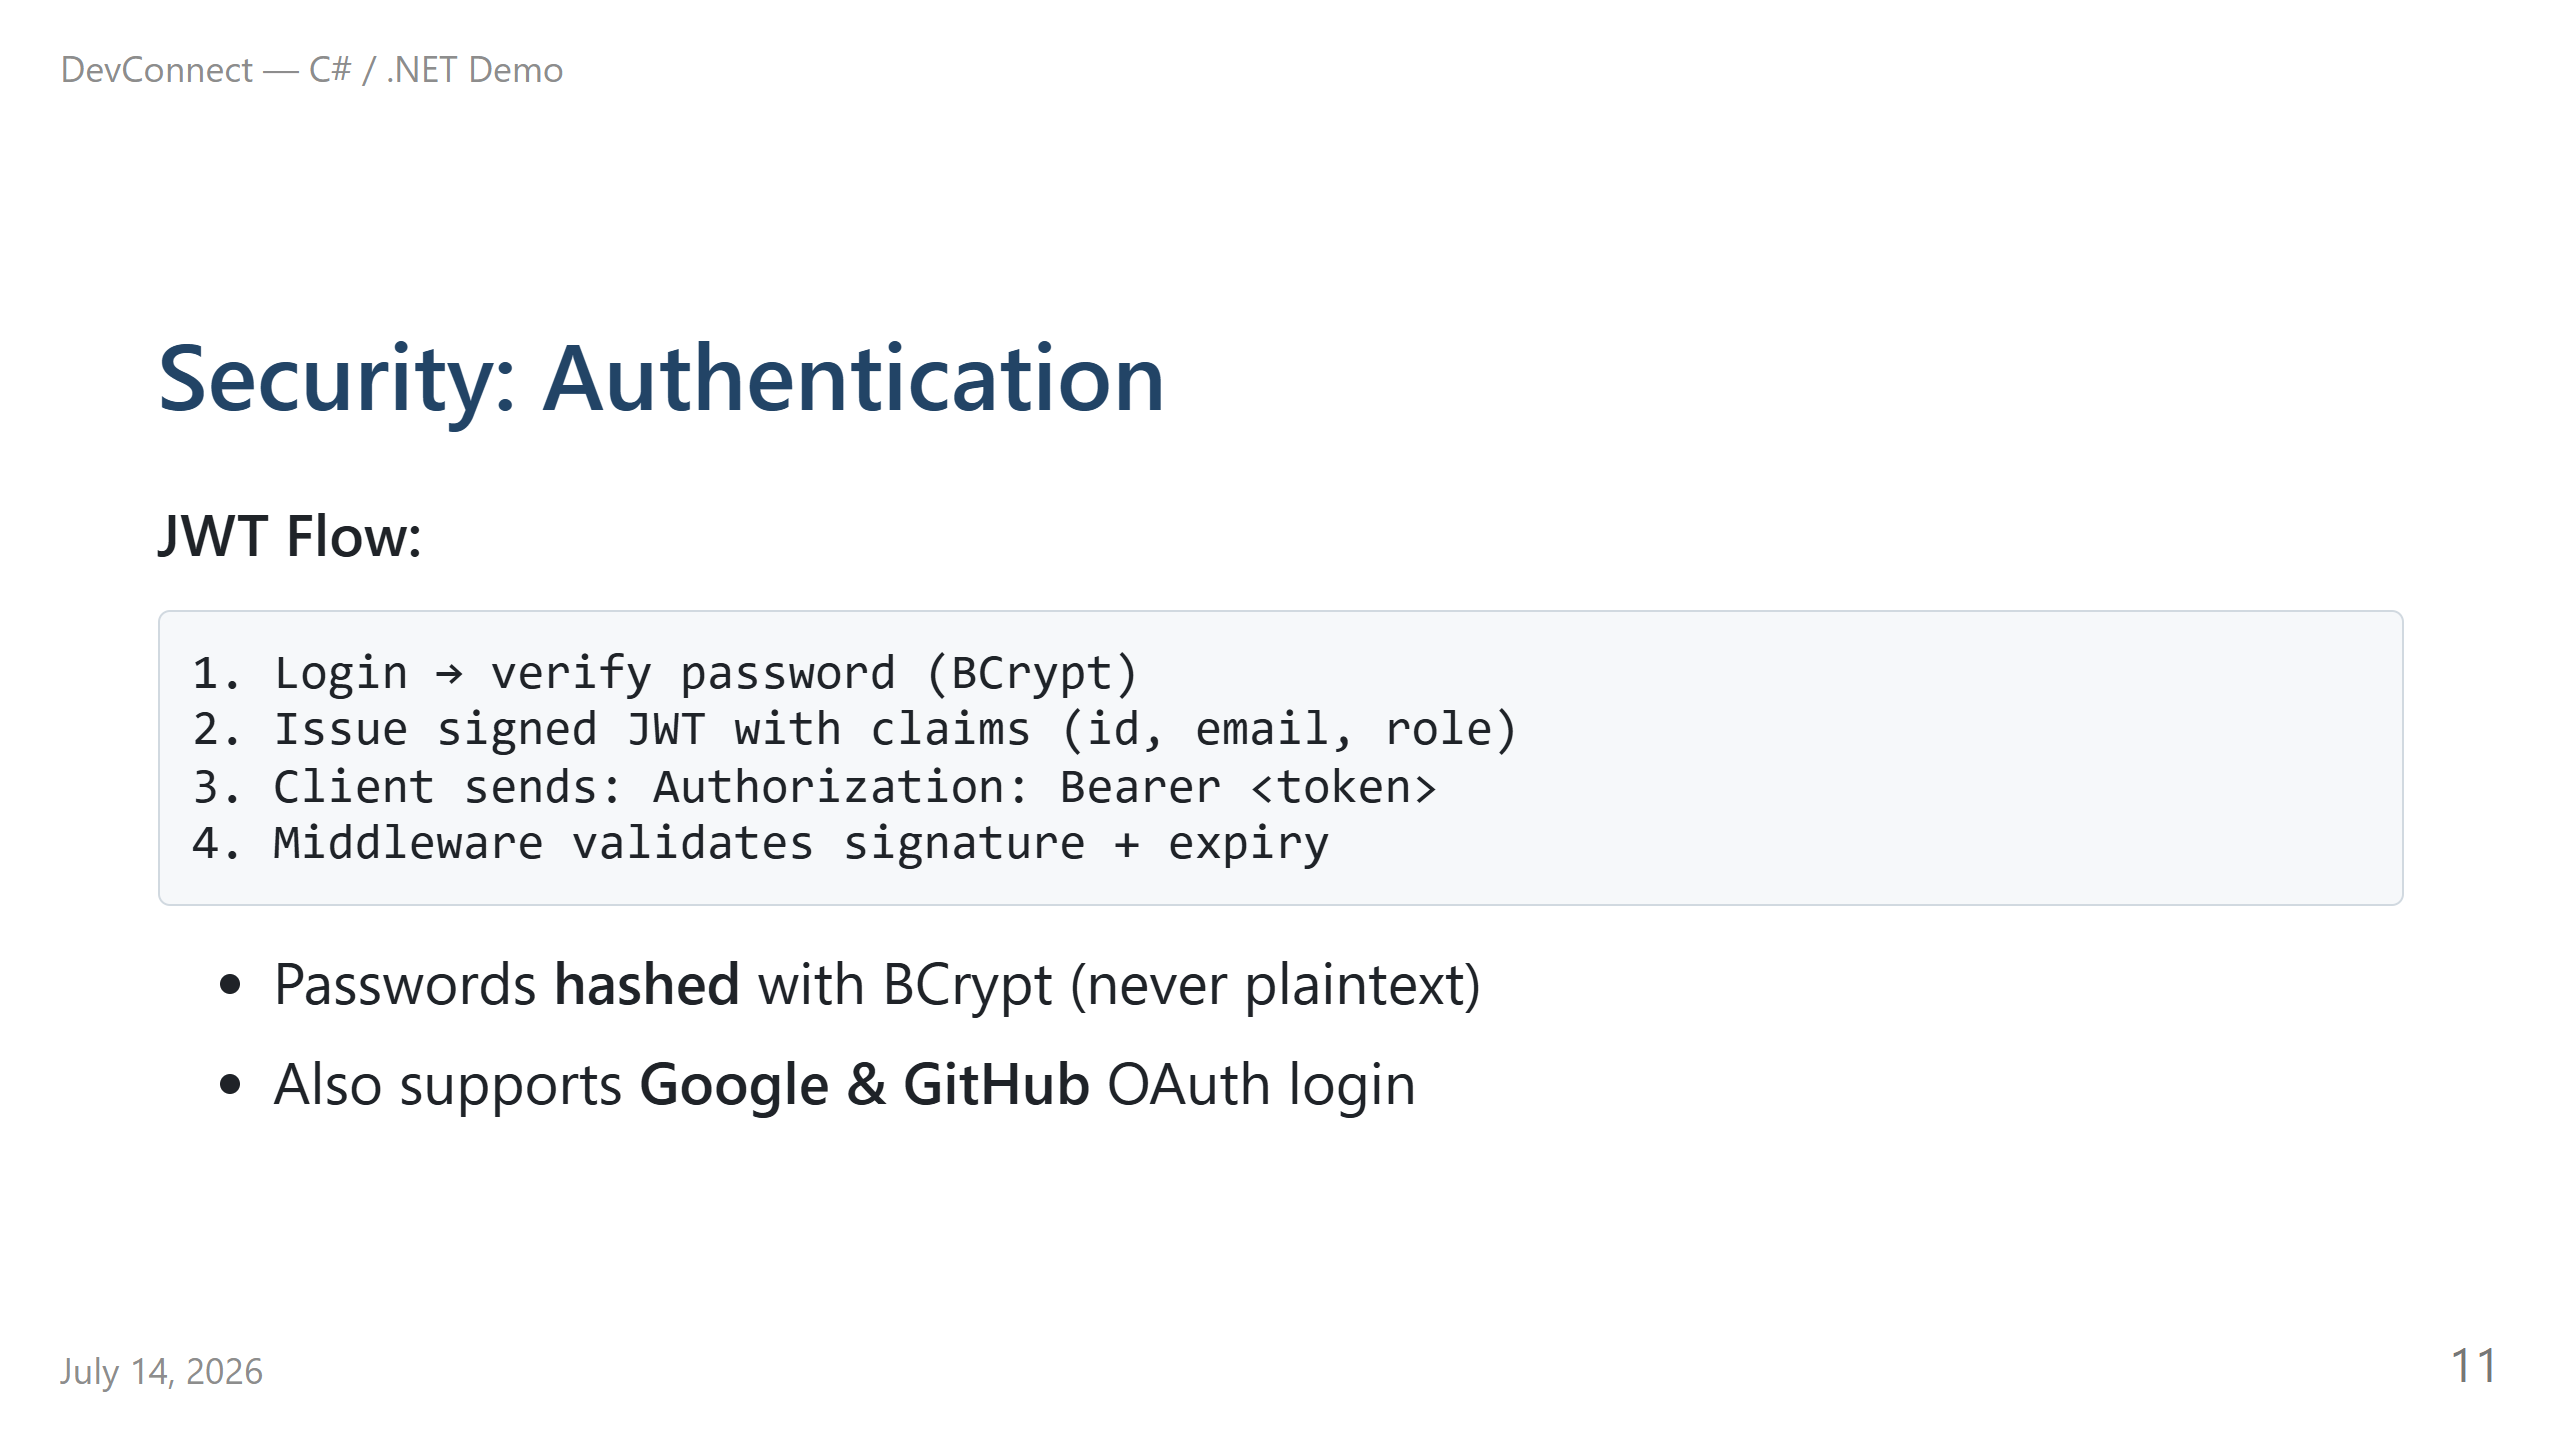 DevConnect — C# / .NET Demo
Security: Authentication
JWT Flow:
1. Login → verify password (BCrypt)
2. Issue signed JWT with claims (id, email, role)
3. Client sends: Authorization: Bearer <token>
4. Middleware validates signature + expiry
• Passwords hashed with BCrypt (never plaintext)
• Also supports Google & GitHub OAuth login
July 14, 2026
11